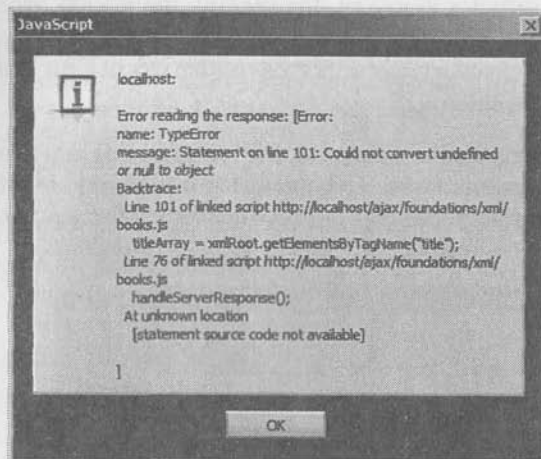 JavaScript
localhost:
Error reading the response: [Error:
name: TypeError
message: Statement on line 101: Could not convert undefined
or null to object
Backtrace:
Line 101 of linked script http://localhost/ajax/foundations/xml/
books.js
titleArray = xmlRoot.getElementsByTagName("title");
Line 76 of linked script http://localhost/ajax/foundations/xml/
books.js
handleServerResponse();
At unknown location
[statement source code not available]
]
OK